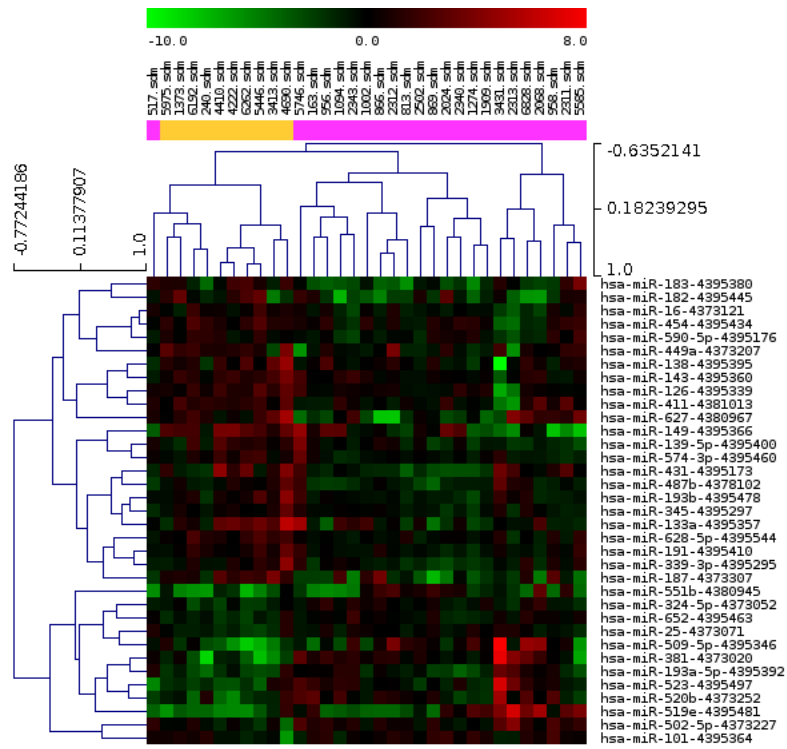 -10.0 0.0 8.0
517.sdm
5975.sdm
1373.sdm
6192.sdm
240.sdm
4410.sdm
4222.sdm
6262.sdm
5446.sdm
3413.sdm
4690.sdm
5746.sdm
163.sdm
956.sdm
1094.sdm
2343.sdm
1002.sdm
866.sdm
2312.sdm
813.sdm
2502.sdm
869.sdm
2024.sdm
2340.sdm
1274.sdm
1909.sdm
3431.sdm
2313.sdm
6828.sdm
2068.sdm
958.sdm
2311.sdm
5585.sdm
-0.6352141
0.18239295
1.0
-0.77244186
0.11377907
1.0
hsa-miR-183-4395380
hsa-miR-182-4395445
hsa-miR-16-4373121
hsa-miR-454-4395434
hsa-miR-590-5p-4395176
hsa-miR-449a-4373207
hsa-miR-138-4395395
hsa-miR-143-4395360
hsa-miR-126-4395339
hsa-miR-411-4381013
hsa-miR-627-4380967
hsa-miR-149-4395366
hsa-miR-139-5p-4395400
hsa-miR-574-3p-4395460
hsa-miR-431-4395173
hsa-miR-487b-4378102
hsa-miR-193b-4395478
hsa-miR-345-4395297
hsa-miR-133a-4395357
hsa-miR-628-5p-4395544
hsa-miR-191-4395410
hsa-miR-339-3p-4395295
hsa-miR-187-4373307
hsa-miR-551b-4380945
hsa-miR-324-5p-4373052
hsa-miR-652-4395463
hsa-miR-25-4373071
hsa-miR-509-5p-4395346
hsa-miR-381-4373020
hsa-miR-193a-5p-4395392
hsa-miR-523-4395497
hsa-miR-520b-4373252
hsa-miR-519e-4395481
hsa-miR-502-5p-4373227
hsa-miR-101-4395364